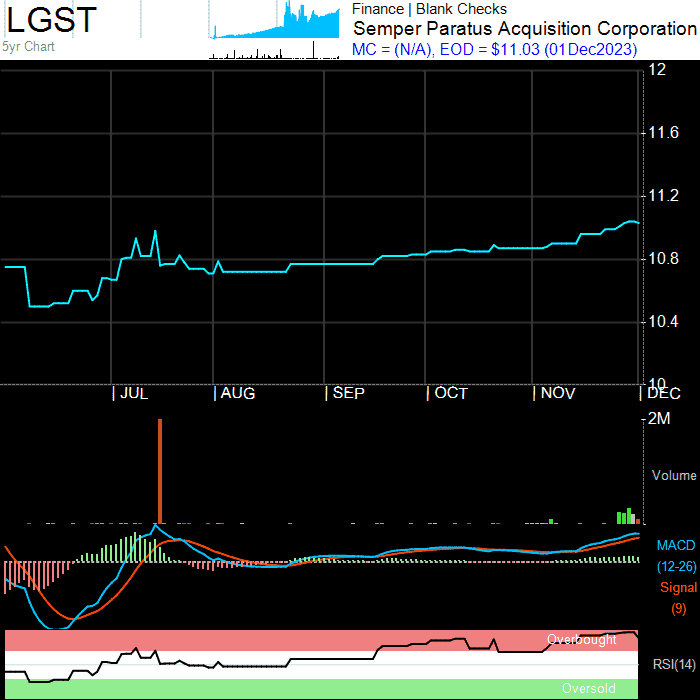 LGST
5yr Chart
Finance | Blank Checks
Semper Paratus Acquisition Corporation
MC = (N/A), EOD = $11.03 (01Dec2023)
12
11.6
11.2
10.8
10.4
10
JUL
AUG
SEP
OCT
NOV
DEC
2M
Volume
MACD
(12-26)
Signal
(9)
Overbought
RSI(14)
Oversold